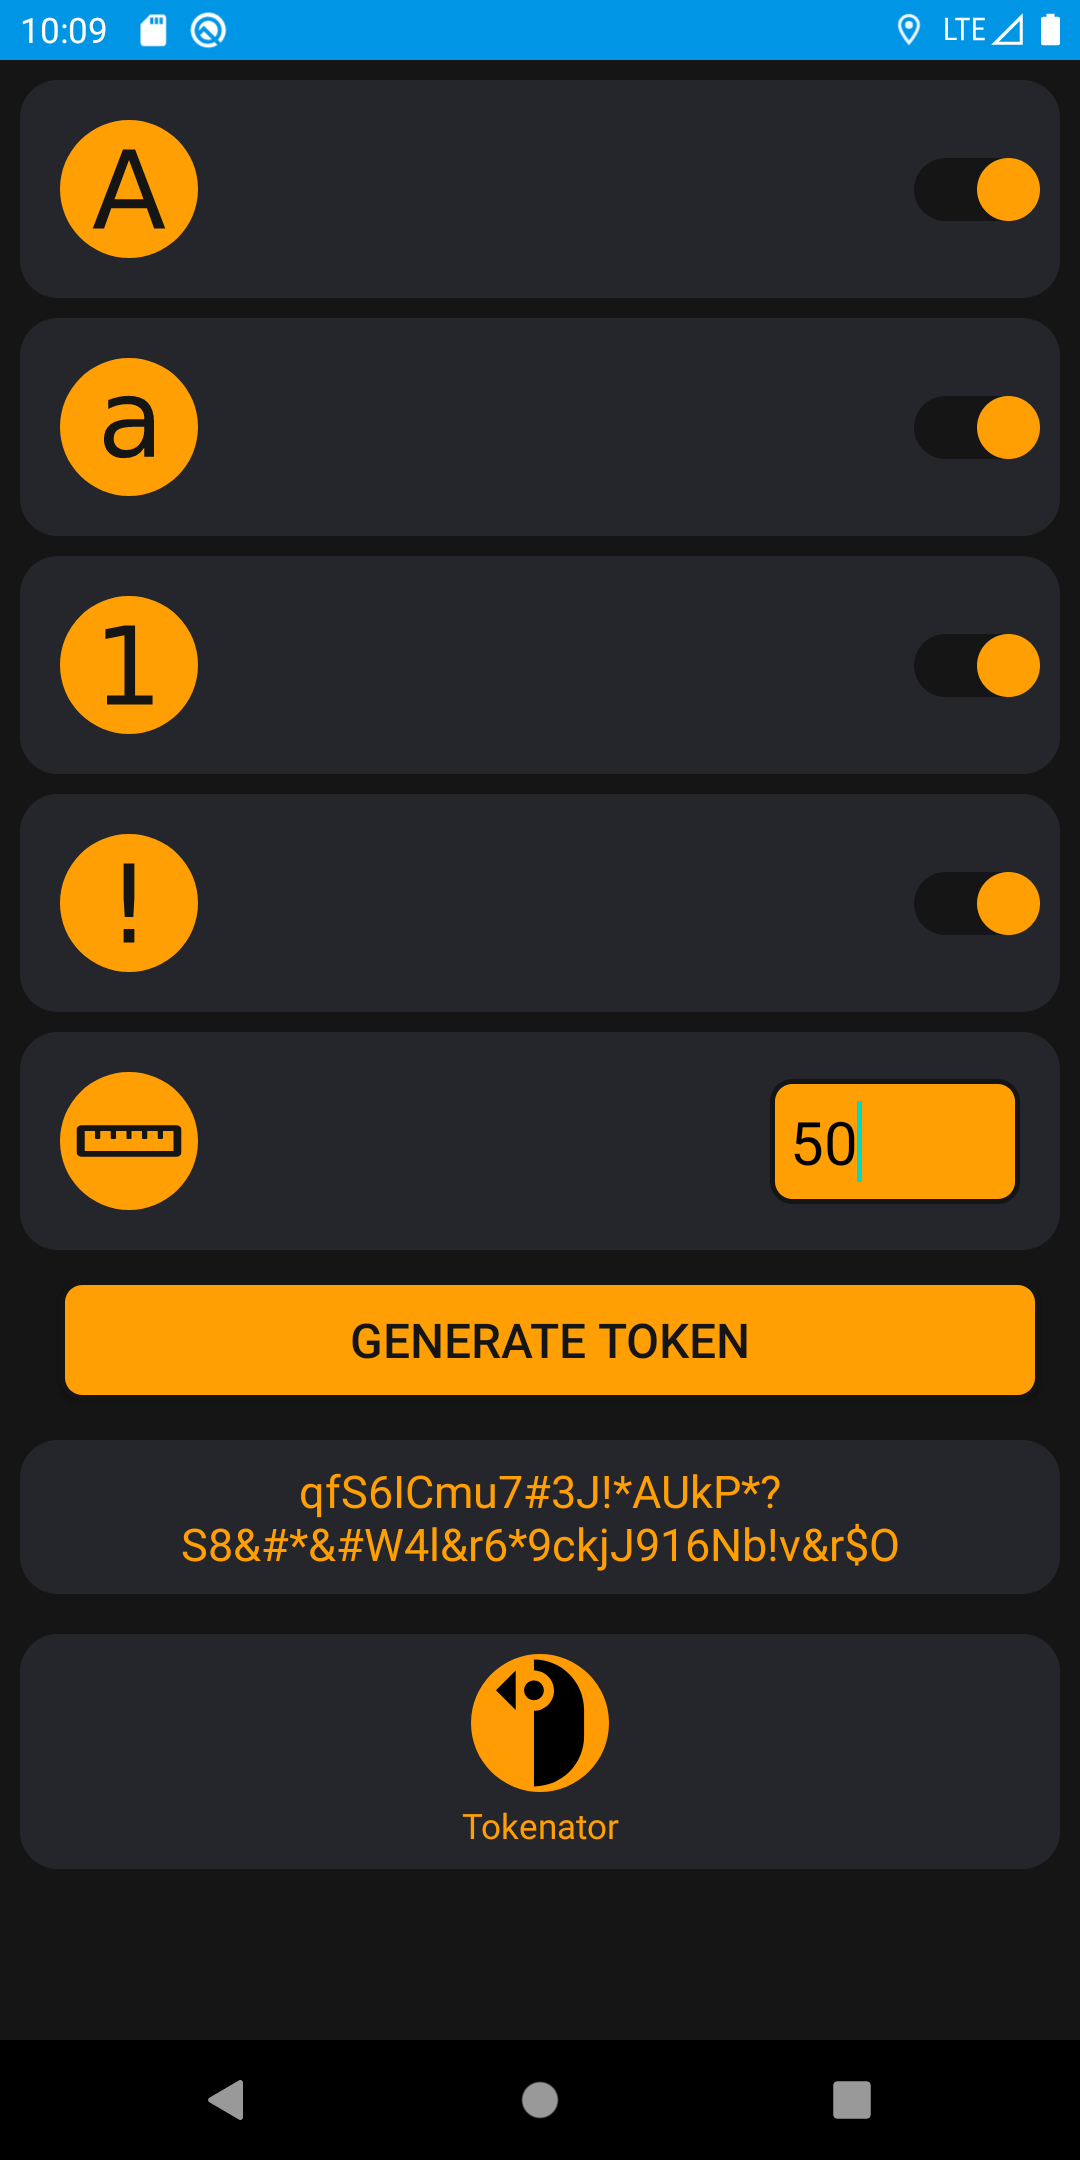 10:09 LTE
A
a
1
!
50
GENERATE TOKEN
qfS6ICmu7#3J!*AUkP*?
S8&#*&#W4l&r6*9ckjJ916Nb!v&r$O
Tokenator